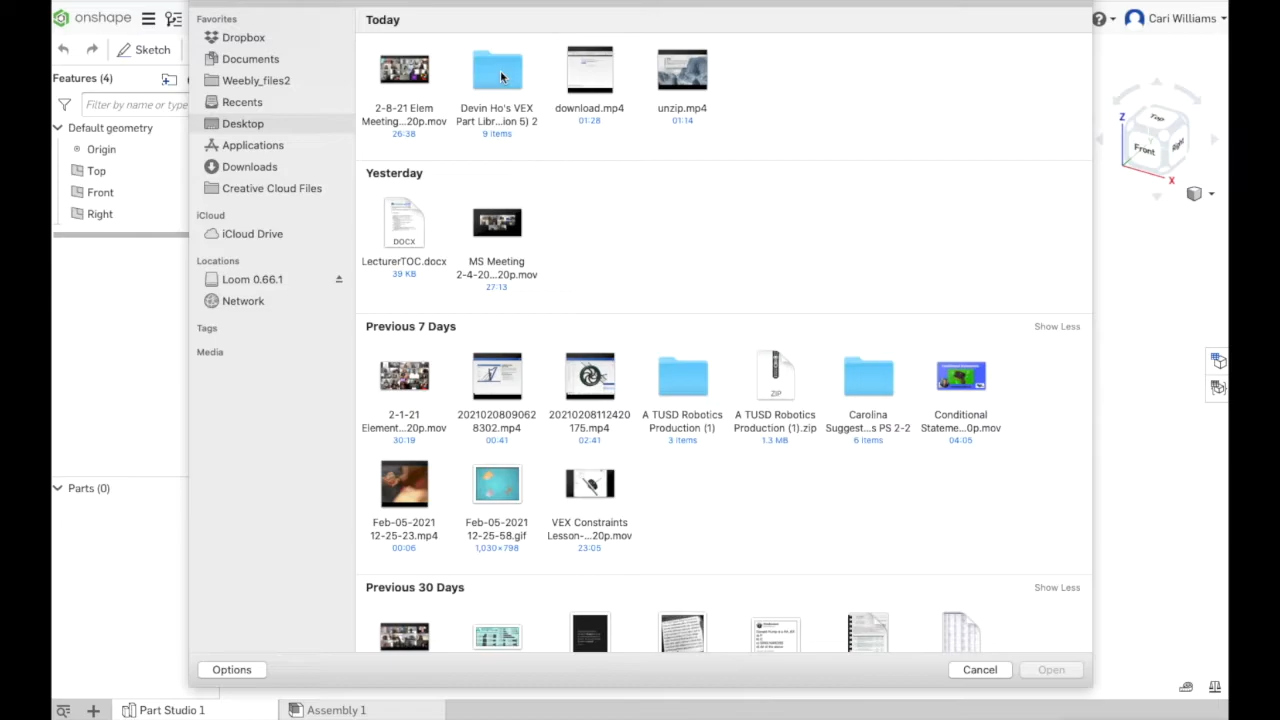 onshape
Cari Williams
Sketch
Features (4)
Filter by name or type
Default geometry
Origin
Top
Front
Right
Parts (0)
Favorites
Dropbox
Documents
Weebly_files2
Recents
Desktop
Applications
Downloads
Creative Cloud Files
iCloud
iCloud Drive
Locations
Loom 0.66.1
Network
Tags
Media
Options
Today
2-8-21 Elem
Meeting...20p.mov
26:38
Devin Ho's VEX
Part Libr...ion 5) 2
9 items
download.mp4
01:28
unzip.mp4
01:14
Yesterday
DOCX
LecturerTOC.docx
39 KB
MS Meeting
2-4-20...20p.mov
27:13
Previous 7 Days
Show Less
2-1-21
Element...20p.mov
30:19
2021020809062
8302.mp4
00:41
20210208112420
175.mp4
02:41
A TUSD Robotics
Production (1)
3 items
ZIP
A TUSD Robotics
Production (1).zip
1.3 MB
Carolina
Suggest...s PS 2-2
6 items
Conditional
Stateme...0p.mov
04:05
Feb-05-2021
12-25-23.mp4
00:06
Feb-05-2021
12-25-58.gif
1,030×798
VEX Constraints
Lesson-...20p.mov
23:05
Previous 30 Days
Show Less
Cancel
Open
Z
Top
Front
Right
X
Part Studio 1
Assembly 1